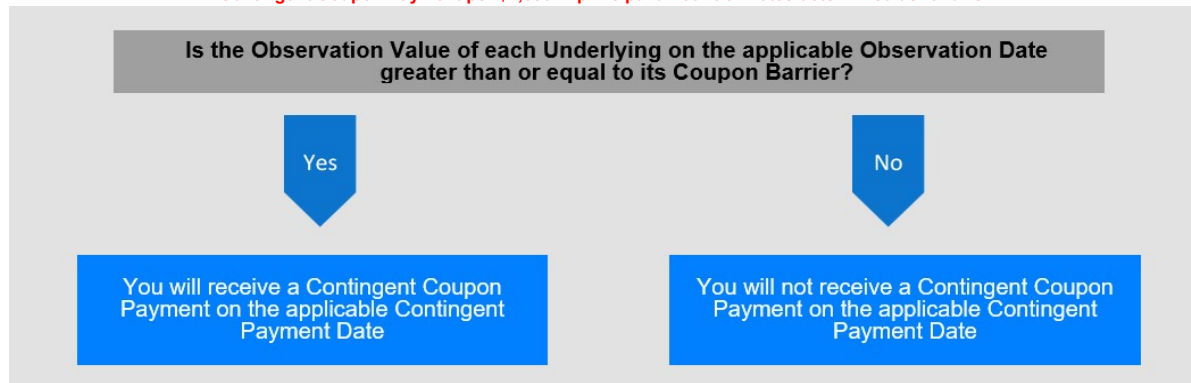 Is the Observation Value of each Underlying on the applicable Observation Date
greater than or equal to its Coupon Barrier?
Yes
No
You will receive a Contingent Coupon
Payment on the applicable Contingent
Payment Date
You will not receive a Contingent Coupon
Payment on the applicable Contingent
Payment Date